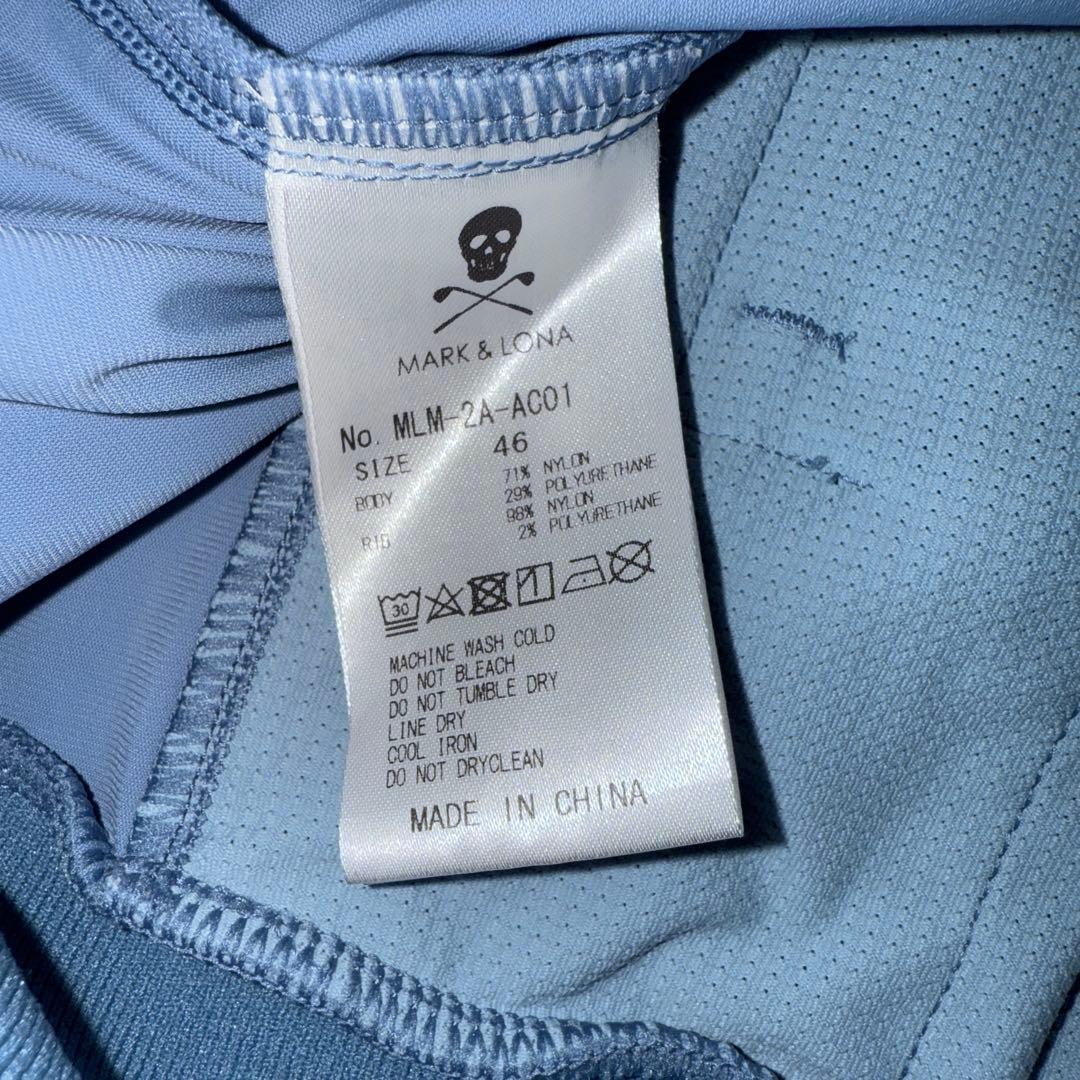 MARK & LONA
No. MLM-2A-AC01
SIZE 46
BODY 71% NYLON
29% POLYURETHANE
RIB 98% NYLON
2% POLYURETHANE
30
MACHINE WASH COLD
DO NOT BLEACH
DO NOT TUMBLE DRY
LINE DRY
COOL IRON
DO NOT DRYCLEAN
MADE IN CHINA